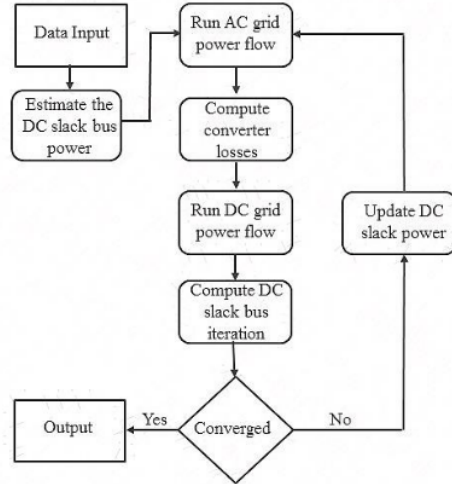 Data Input
Estimate the
DC slack bus
power
Run AC grid
power flow
Compute
converter
losses
Run DC grid
power flow
Compute DC
slack bus
iteration
Converged
Yes
No
Output
Update DC
slack power